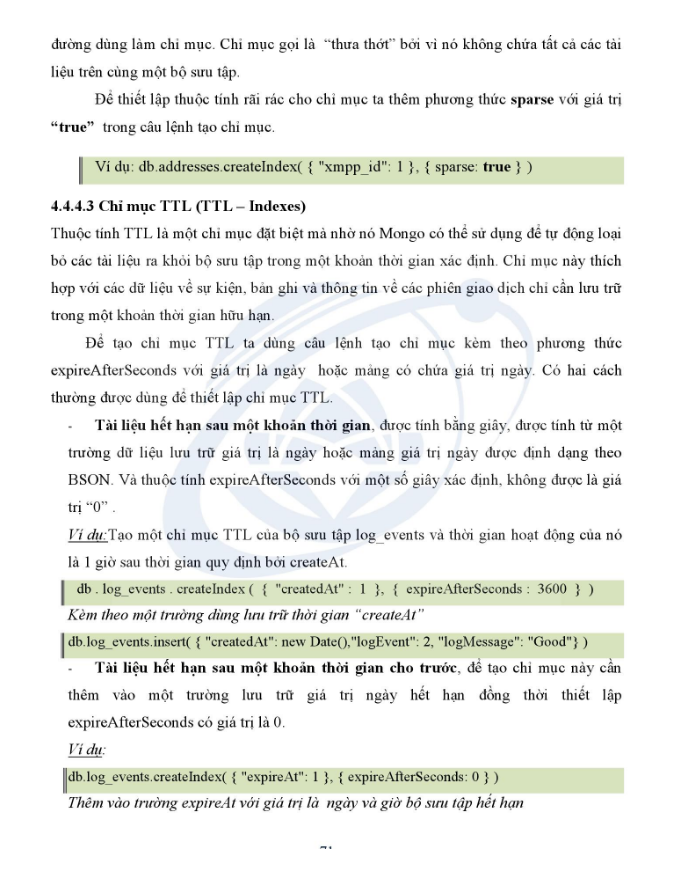 đường dùng làm chỉ mục. Chỉ mục gọi là “thưa thớt” bởi vì nó không chứa tất cả các tài
liệu trên cùng một bộ sưu tập.
Để thiết lập thuộc tính rãi rác cho chỉ mục ta thêm phương thức sparse với giá trị
“true” trong câu lệnh tạo chỉ mục.
Ví dụ: db.addresses.createIndex( { "xmpp_id": 1 }, { sparse: true } )
4.4.4.3 Chỉ mục TTL (TTL – Indexes)
Thuộc tính TTL là một chỉ mục đặt biệt mà nhờ nó Mongo có thể sử dụng để tự động loại
bỏ các tài liệu ra khỏi bộ sưu tập trong một khoản thời gian xác định. Chỉ mục này thích
hợp với các dữ liệu về sự kiện, bản ghi và thông tin về các phiên giao dịch chỉ cần lưu trữ
trong một khoản thời gian hữu hạn.
Để tạo chỉ mục TTL ta dùng câu lệnh tạo chỉ mục kèm theo phương thức
expireAfterSeconds với giá trị là ngày hoặc mảng có chứa giá trị ngày. Có hai cách
thường được dùng để thiết lập chỉ mục TTL.
- Tài liệu hết hạn sau một khoản thời gian, được tính bằng giây, được tính từ một
trường dữ liệu lưu trữ giá trị là ngày hoặc mảng giá trị ngày được định dạng theo
BSON. Và thuộc tính expireAfterSeconds với một số giây xác định, không được là giá
trị “0” .
Ví dụ:Tạo một chỉ mục TTL của bộ sưu tập log_events và thời gian hoạt động của nó
là 1 giờ sau thời gian quy định bởi createAt.
db . log_events . createIndex ( { "createdAt" : 1 }, { expireAfterSeconds : 3600 } )
Kèm theo một trường dùng lưu trữ thời gian “createAt”
db.log_events.insert( { "createdAt": new Date(),"logEvent": 2, "logMessage": "Good"} )
- Tài liệu hết hạn sau một khoản thời gian cho trước, để tạo chỉ mục này cần
thêm vào một trường lưu trữ giá trị ngày hết hạn đồng thời thiết lập
expireAfterSeconds có giá trị là 0.
Ví dụ:
db.log_events.createIndex( { "expireAt": 1 }, { expireAfterSeconds: 0 } )
Thêm vào trường expireAt với giá trị là ngày và giờ bộ sưu tập hết hạn